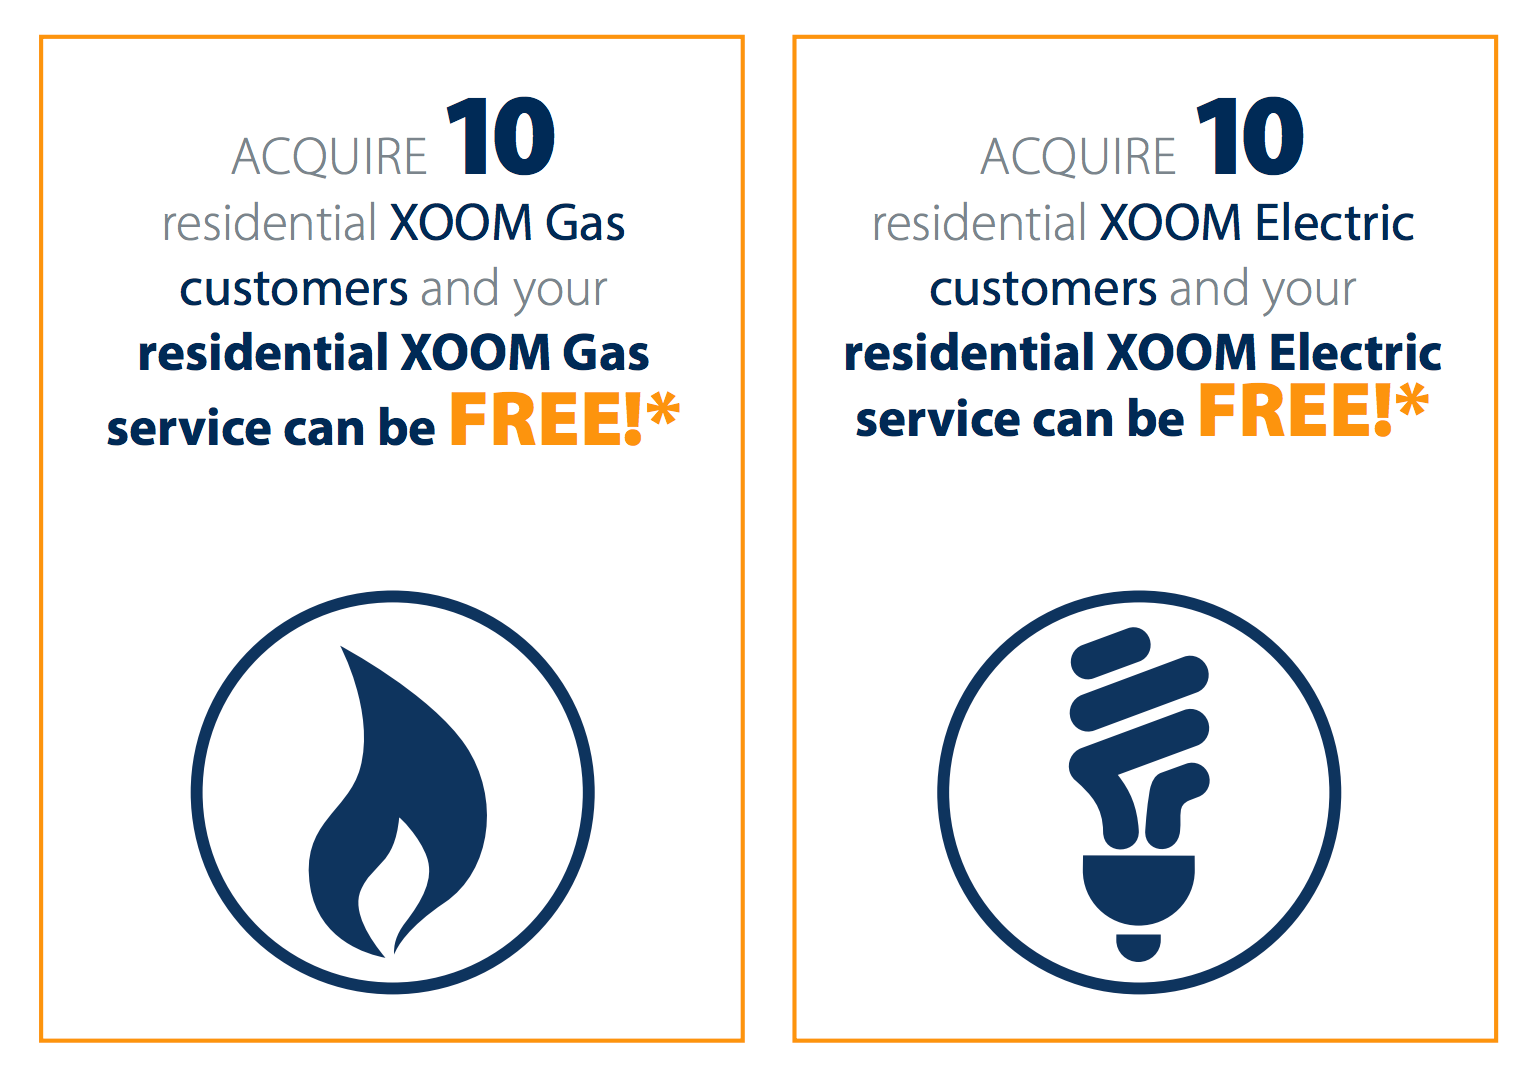 ACQUIRE 10
residential XOOM Gas
customers and your
residential XOOM Gas
service can be FREE!*
ACQUIRE 10
residential XOOM Electric
customers and your
residential XOOM Electric
service can be FREE!*